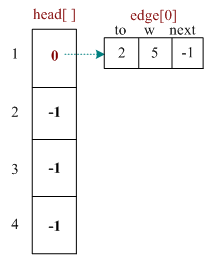 head[ ] edge[0]
to w next
1 0 2 5 -1
2 -1
3 -1
4 -1